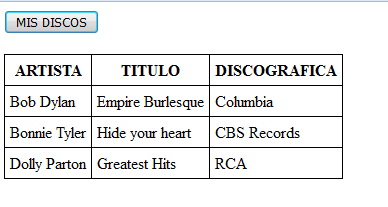 MIS DISCOS
ARTISTA TITULO DISCOGRAFICA
Bob Dylan Empire Burlesque Columbia
Bonnie Tyler Hide your heart CBS Records
Dolly Parton Greatest Hits RCA